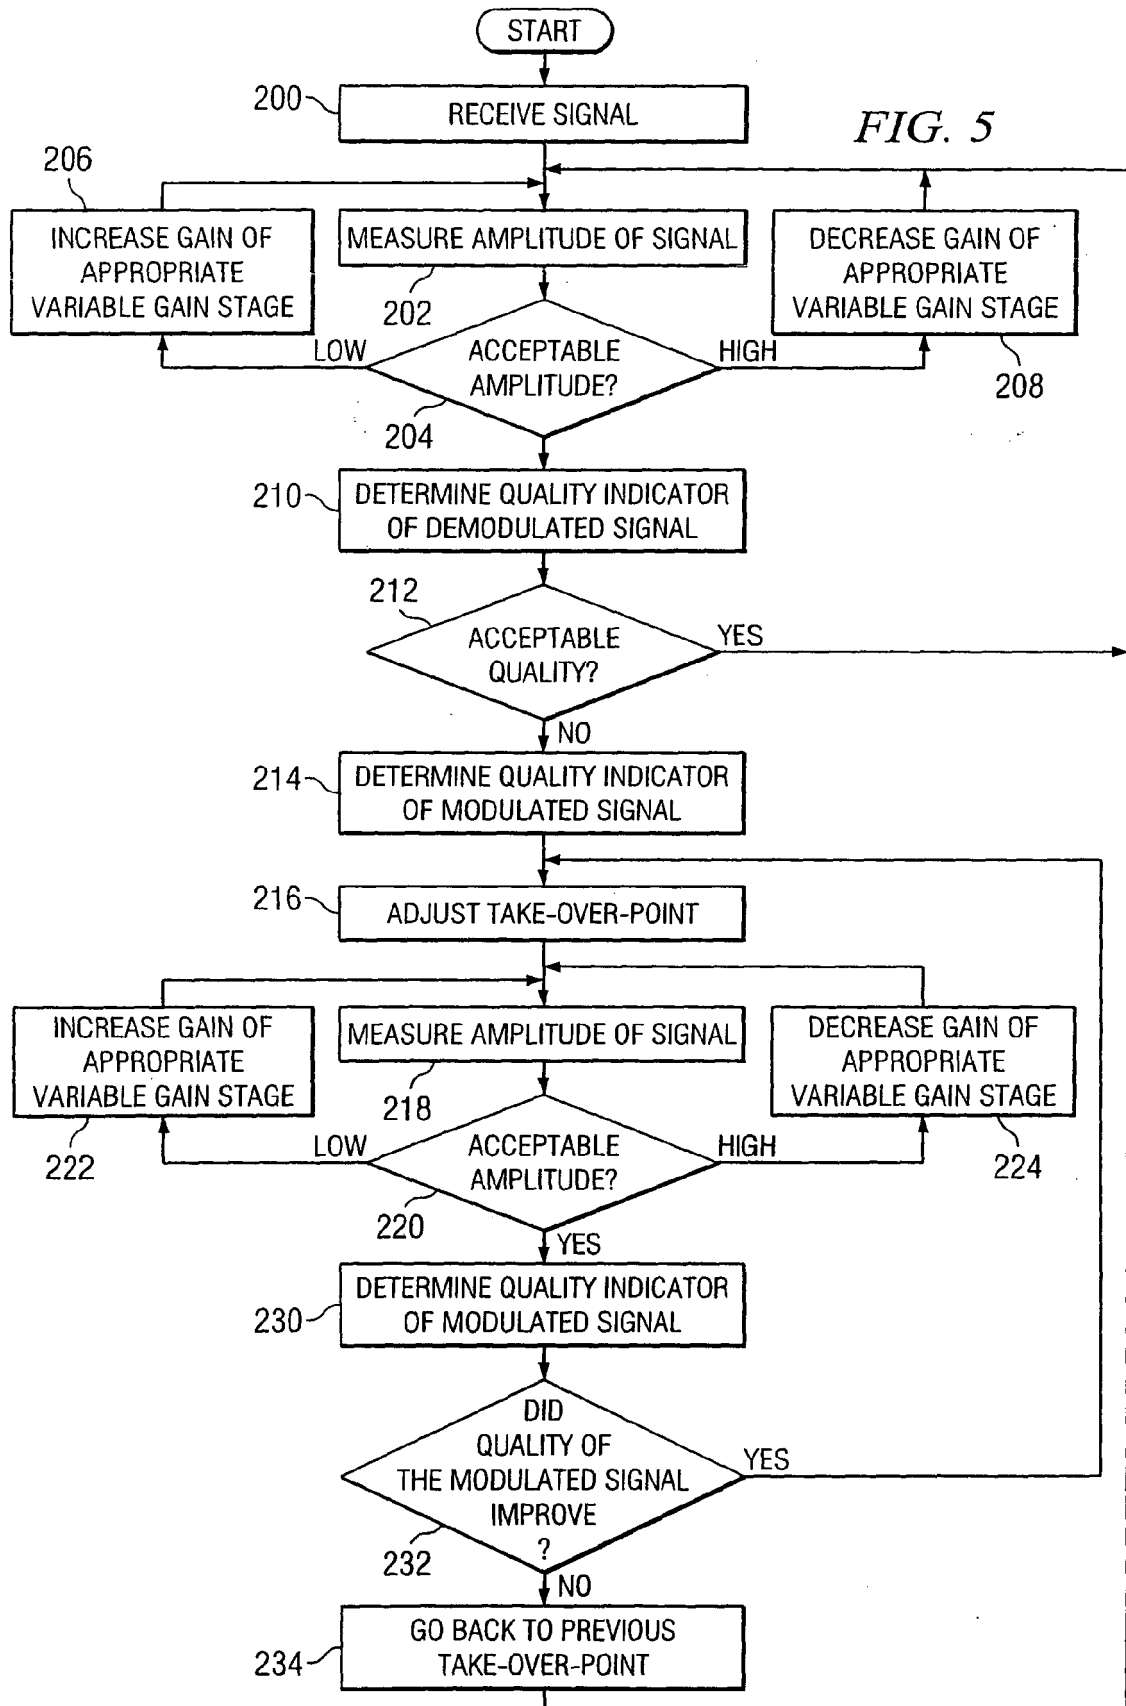 START
200
RECEIVE SIGNAL
FIG. 5
206
INCREASE GAIN OF
APPROPRIATE
VARIABLE GAIN STAGE
MEASURE AMPLITUDE OF SIGNAL
202
DECREASE GAIN OF
APPROPRIATE
VARIABLE GAIN STAGE
208
LOW
ACCEPTABLE
AMPLITUDE?
HIGH
204
210
DETERMINE QUALITY INDICATOR
OF DEMODULATED SIGNAL
212
ACCEPTABLE
QUALITY?
YES
NO
214
DETERMINE QUALITY INDICATOR
OF MODULATED SIGNAL
216
ADJUST TAKE-OVER-POINT
INCREASE GAIN OF
APPROPRIATE
VARIABLE GAIN STAGE
222
MEASURE AMPLITUDE OF SIGNAL
218
DECREASE GAIN OF
APPROPRIATE
VARIABLE GAIN STAGE
224
LOW
ACCEPTABLE
AMPLITUDE?
HIGH
220
YES
230
DETERMINE QUALITY INDICATOR
OF MODULATED SIGNAL
DID
QUALITY OF
THE MODULATED SIGNAL
IMPROVE
?
YES
232
NO
234
GO BACK TO PREVIOUS
TAKE-OVER-POINT